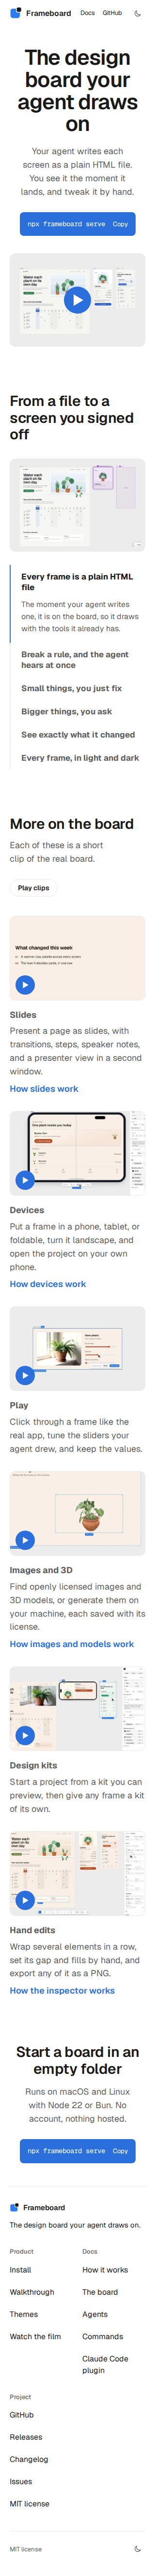 Frameboard
Docs
GitHub
The design
board your
agent draws
on
Your agent writes each
screen as a plain HTML file.
You see it the moment it
lands, and tweak it by hand.
npx frameboard serve Copy
From a file to a
screen you signed
off
Every frame is a plain HTML
file
The moment your agent writes
one, it is on the board, so it draws
with the tools it already has.
Break a rule, and the agent
hears at once
Small things, you just fix
Bigger things, you ask
See exactly what it changed
Every frame, in light and dark
More on the board
Each of these is a short
clip of the real board.
Play clips
What changed this week
Slides
Present a page as slides, with
transitions, steps, speaker notes,
and a presenter view in a second
window.
How slides work
Devices
Put a frame in a phone, tablet, or
foldable, turn it landscape, and
open the project on your own
phone.
How devices work
Play
Click through a frame like the
real app, tune the sliders your
agent drew, and keep the values.
Images and 3D
Find openly licensed images and
3D models, or generate them on
your machine, each saved with its
license.
How images and models work
Design kits
Start a project from a kit you can
preview, then give any frame a kit
of its own.
Hand edits
Wrap several elements in a row,
set its gap and fills by hand, and
export any of it as a PNG.
How the inspector works
Start a board in an
empty folder
Runs on macOS and Linux
with Node 22 or Bun. No
account, nothing hosted.
npx frameboard serve Copy
Frameboard
The design board your agent draws on.
Product
Install
Walkthrough
Themes
Watch the film
Docs
How it works
The board
Agents
Commands
Claude Code
plugin
Project
GitHub
Releases
Changelog
Issues
MIT license
MIT license